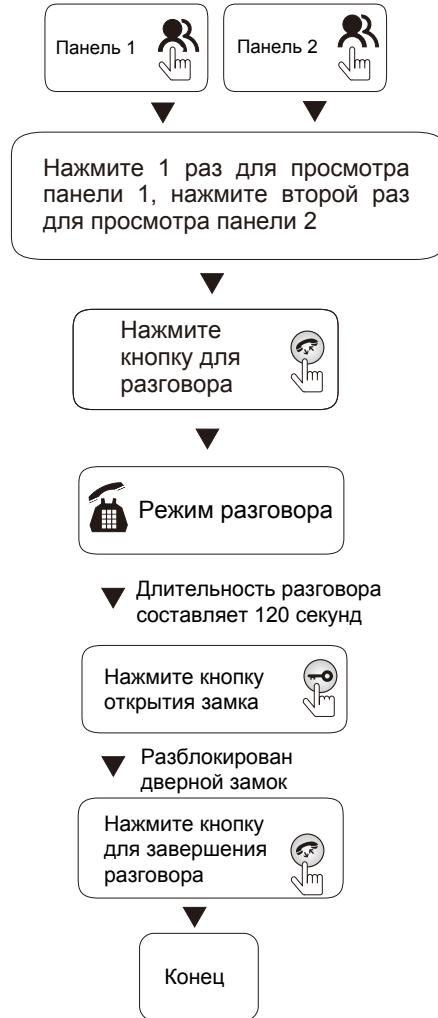 Панель 1
Панель 2
Нажмите 1 раз для просмотра
панели 1, нажмите второй раз
для просмотра панели 2
Нажмите
кнопку для
разговора
Режим разговора
Длительность разговора
составляет 120 секунд
Нажмите кнопку
открытия замка
Разблокирован
дверной замок
Нажмите кнопку
для завершения
разговора
Конец